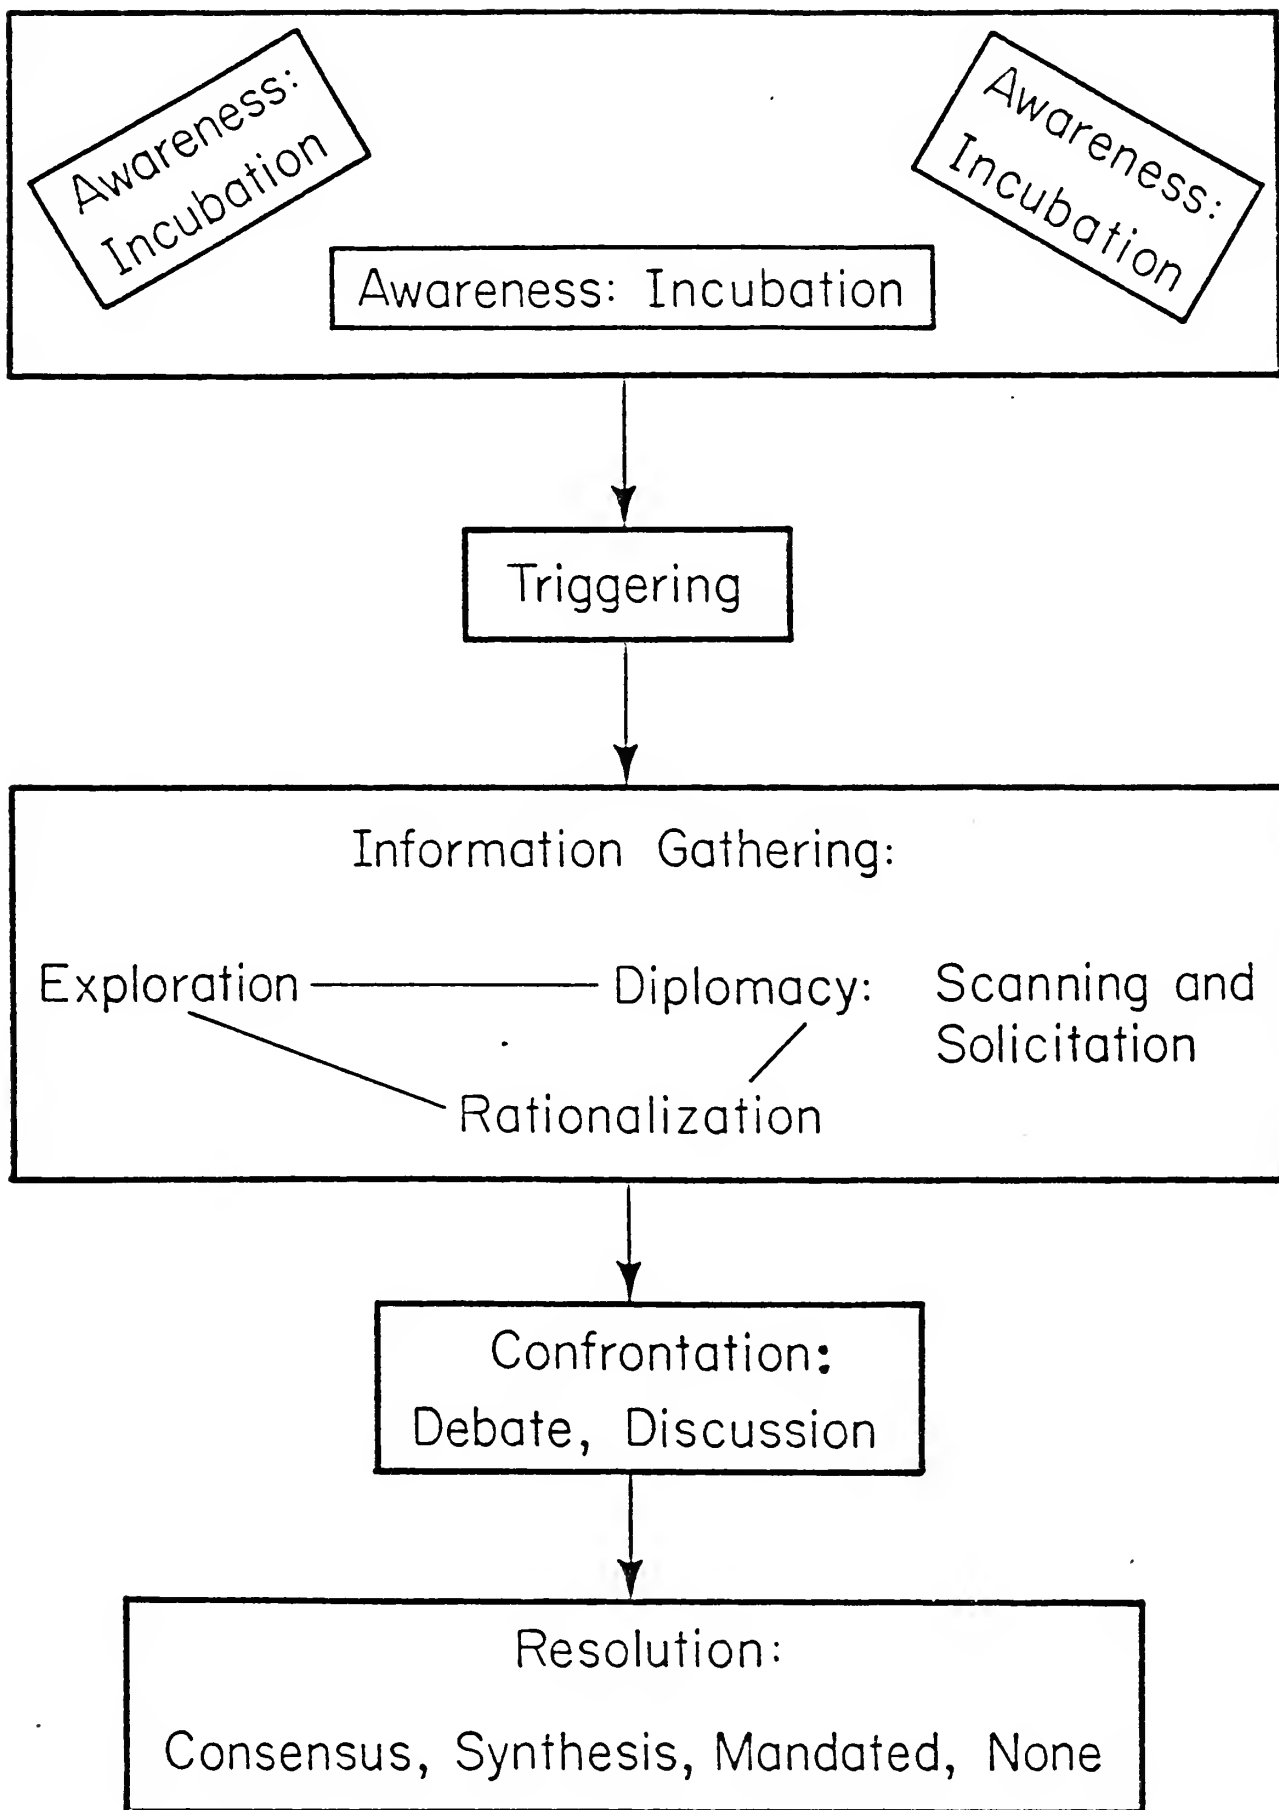 Awareness:
Incubation
Awareness:
Incubation
Awareness: Incubation
Triggering
Information Gathering:
Exploration Diplomacy: Scanning and
Solicitation
Rationalization
Confrontation:
Debate, Discussion
Resolution:
Consensus, Synthesis, Mandated, None